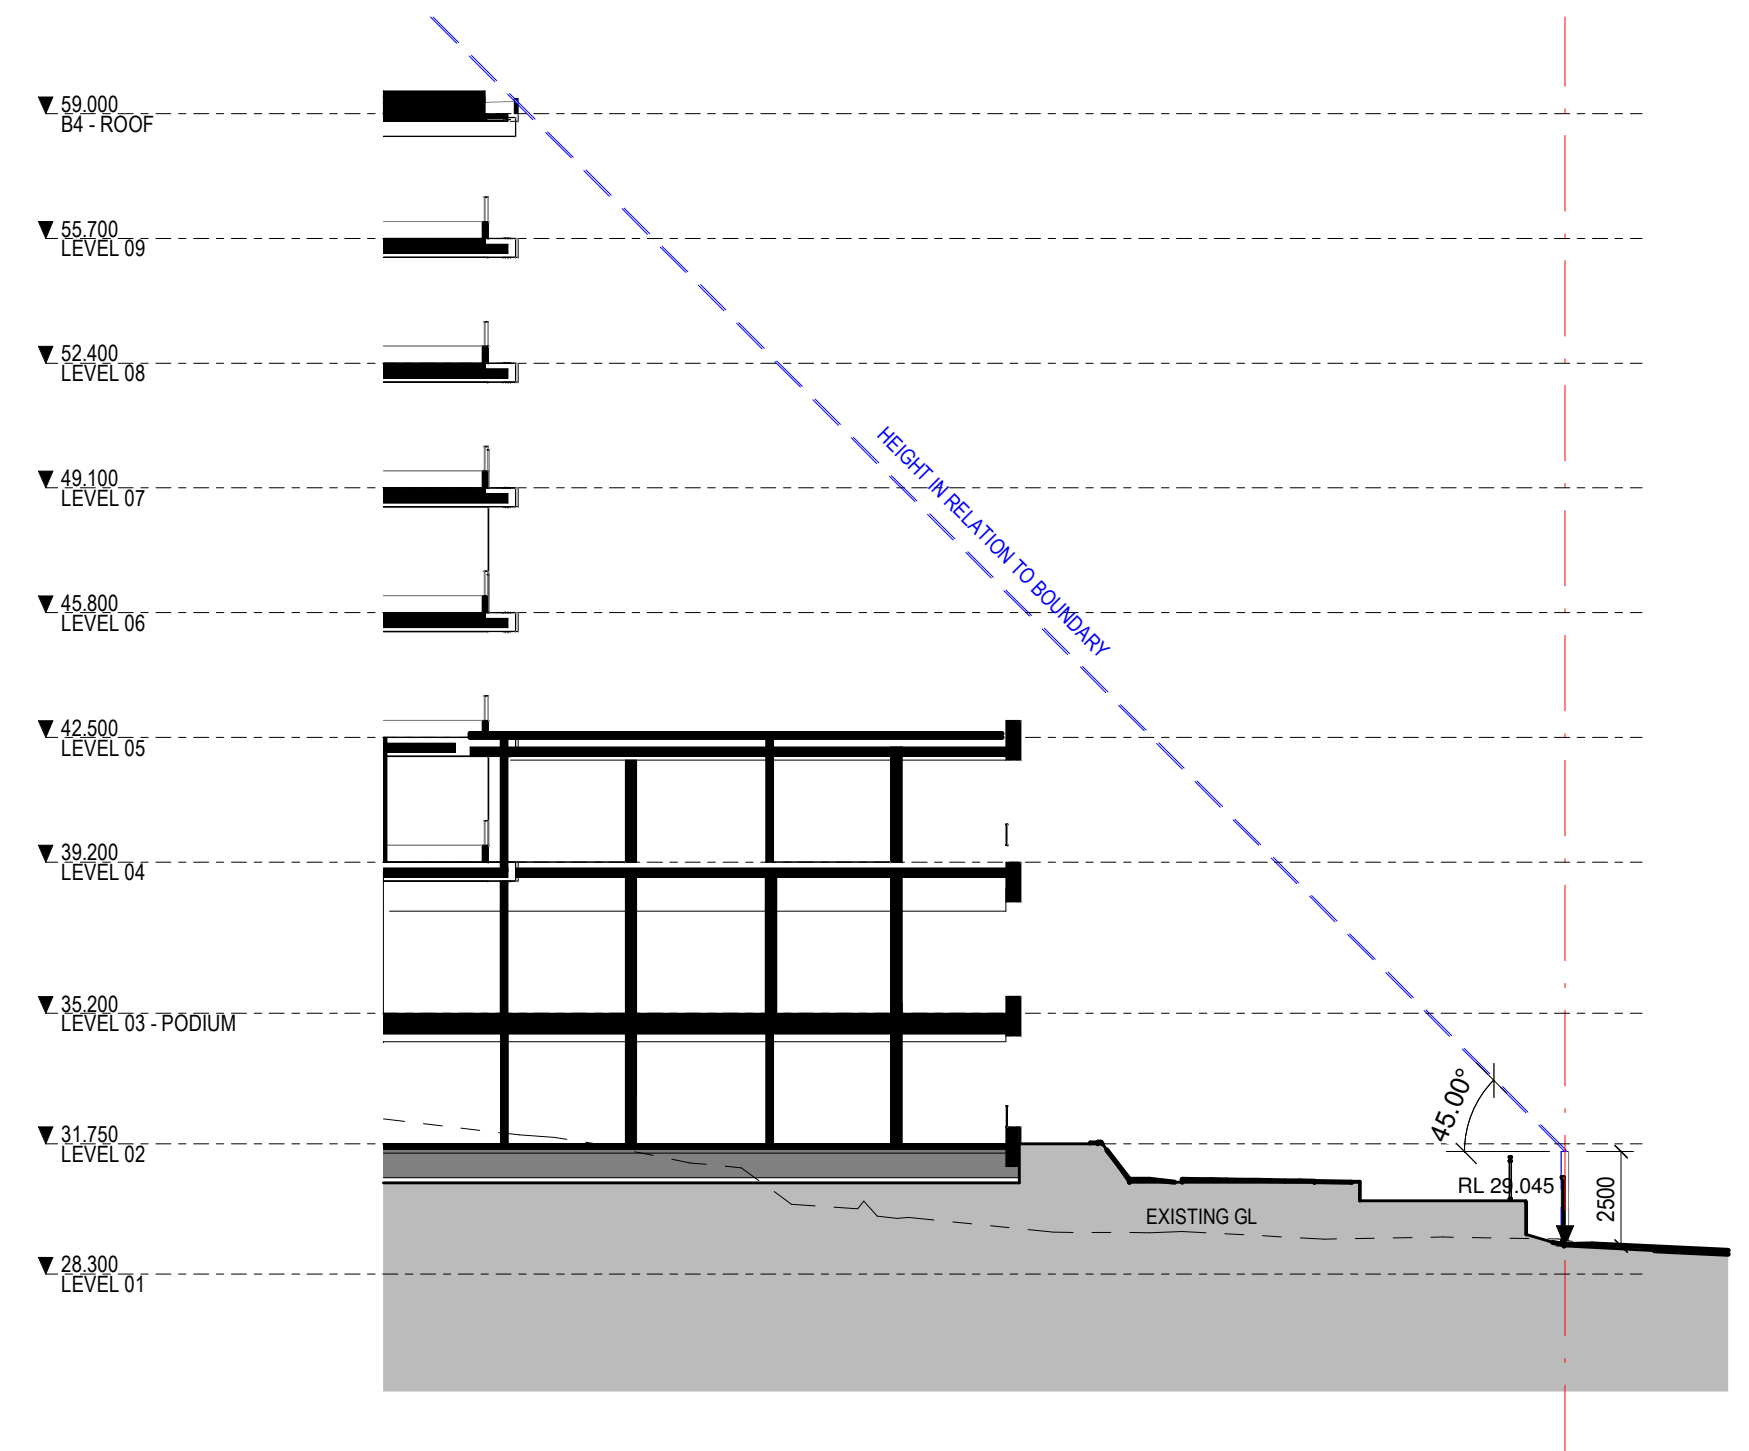 59.000
B4 - ROOF
55.700
LEVEL 09
52.400
LEVEL 08
49.100
LEVEL 07
HEIGHT IN RELATION TO BOUNDARY
45.800
LEVEL 06
42.500
LEVEL 05
39.200
LEVEL 04
35.200
LEVEL 03 - PODIUM
45.00°
31.750
LEVEL 02
RL 29.045
2500
EXISTING GL
28.300
LEVEL 01